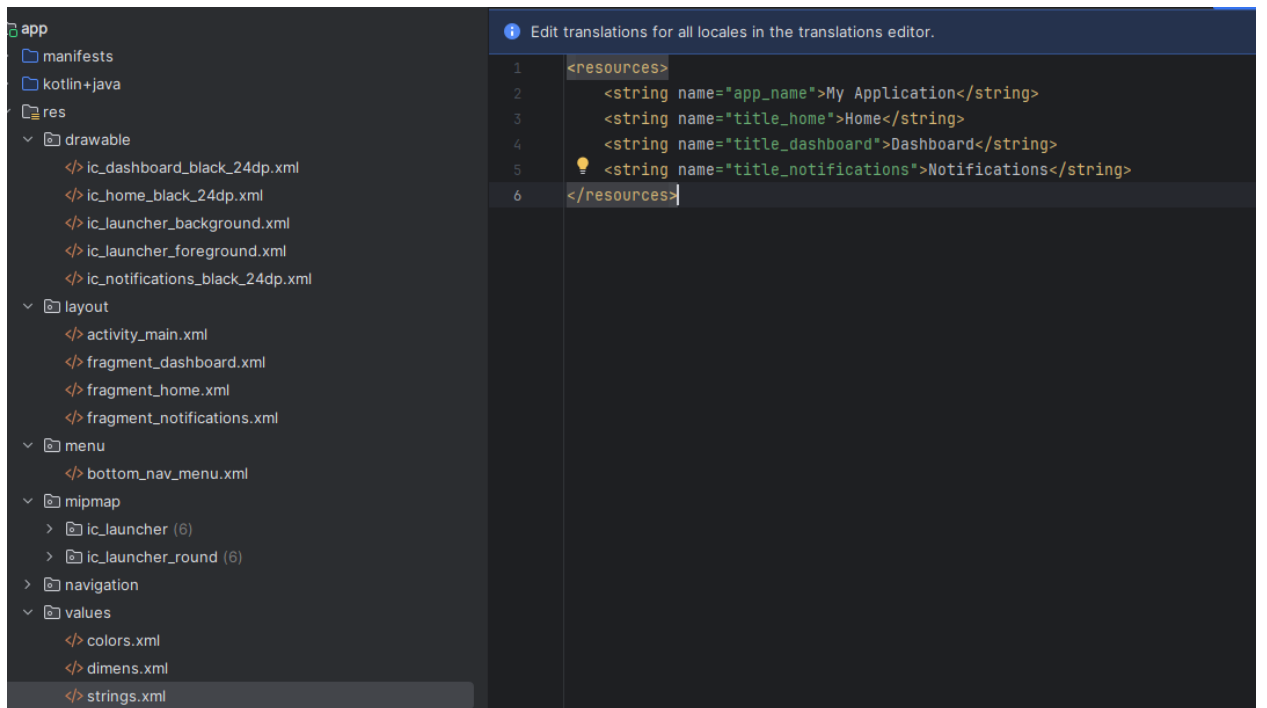 app
manifests
kotlin+java
res
drawable
</> ic_dashboard_black_24dp.xml
</> ic_home_black_24dp.xml
</> ic_launcher_background.xml
</> ic_launcher_foreground.xml
</> ic_notifications_black_24dp.xml
layout
</> activity_main.xml
</> fragment_dashboard.xml
</> fragment_home.xml
</> fragment_notifications.xml
menu
</> bottom_nav_menu.xml
mipmap
ic_launcher (6)
ic_launcher_round (6)
navigation
values
</> colors.xml
</> dimens.xml
</> strings.xml
Edit translations for all locales in the translations editor.
1 <resources>
2     <string name="app_name">My Application</string>
3     <string name="title_home">Home</string>
4     <string name="title_dashboard">Dashboard</string>
5     <string name="title_notifications">Notifications</string>
6 </resources>